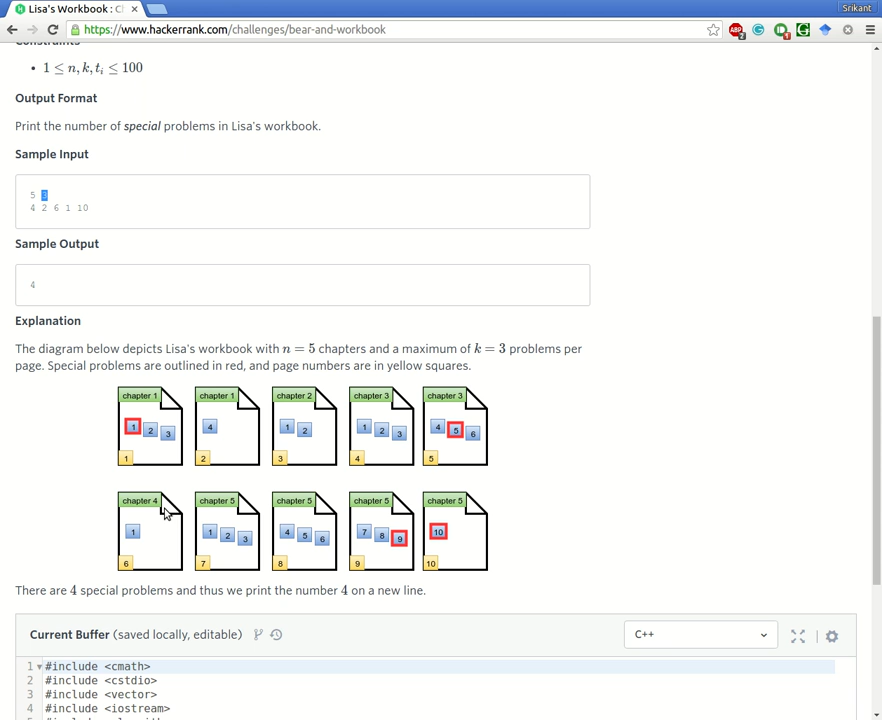 Lisa's Workbook : Ch
Srikant
https://www.hackerrank.com/challenges/bear-and-workbook
Constraints
• 1 ≤ n, k, tᵢ ≤ 100
Output Format
Print the number of special problems in Lisa's workbook.
Sample Input
5 3
4 2 6 1 10
Sample Output
4
Explanation
The diagram below depicts Lisa's workbook with n = 5 chapters and a maximum of k = 3 problems per
page. Special problems are outlined in red, and page numbers are in yellow squares.
chapter 1 chapter 1 chapter 2 chapter 3 chapter 3
1 2 3 4 1 2 1 2 3 4 5 6
1 2 3 4 5
chapter 4 chapter 5 chapter 5 chapter 5 chapter 5
1 1 2 3 4 5 6 7 8 9 10
6 7 8 9 10
There are 4 special problems and thus we print the number 4 on a new line.
Current Buffer (saved locally, editable)
C++
1 #include <cmath>
2 #include <cstdio>
3 #include <vector>
4 #include <iostream>